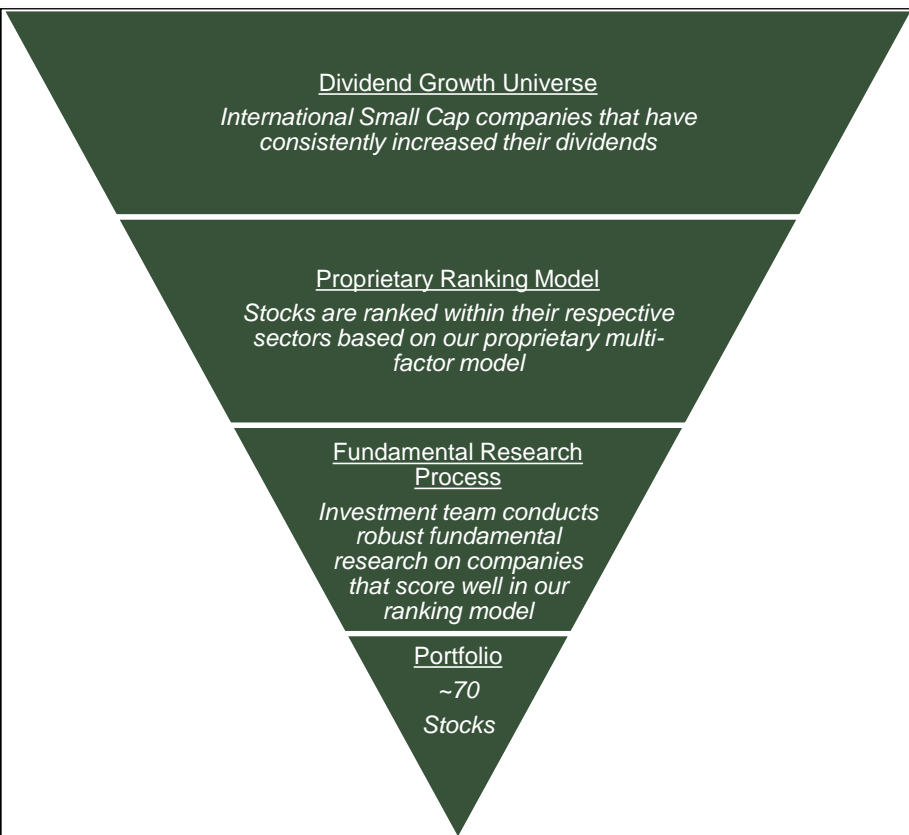 Dividend Growth Universe
International Small Cap companies that have
consistently increased their dividends
Proprietary Ranking Model
Stocks are ranked within their respective
sectors based on our proprietary multi-
factor model
Fundamental Research
Process
Investment team conducts
robust fundamental
research on companies
that score well in our
ranking model
Portfolio
~70
Stocks